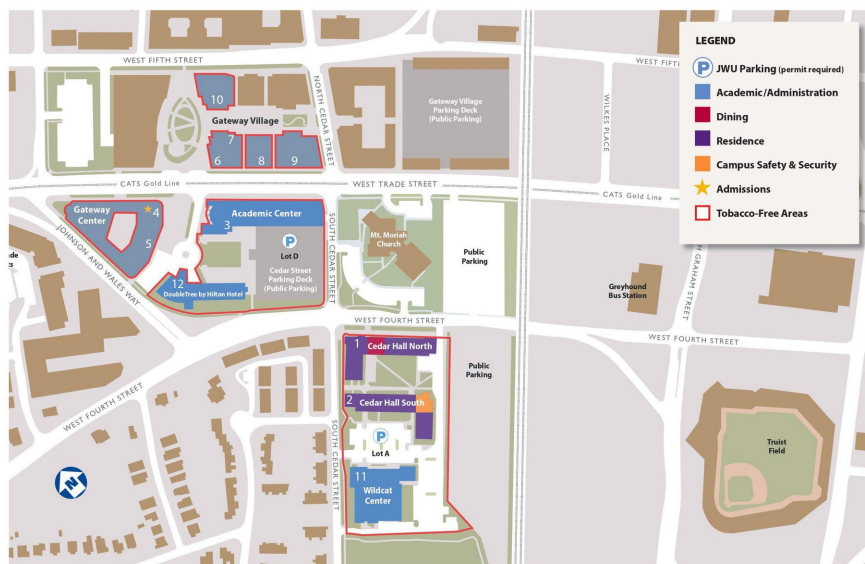 WEST FIFTH STREET
WEST FIFT
LEGEND
P JWU Parking (permit required)
Academic/Administration
Dining
Residence
Campus Safety & Security
Admissions
Tobacco-Free Areas
10
Gateway Village
7
6
8
9
NORTH CEDAR STREET
Gateway Village
Parking Deck
(Public Parking)
WILKES PLACE
CATS Gold Line
WEST TRADE STREET
CATS Gold Line
Gateway
Center
4
5
Academic Center
3
P
Lot D
Cedar Street
Parking Deck
(Public Parking)
12
DoubleTree by Hilton Hotel
JOHNSON AND WALES WAY
SOUTH CEDAR STREET
Mt. Moriah
Church
Public
Parking
Greyhound
Bus Station
H GRAHAM STREET
WEST FOURTH STREET
WEST FOURTH STREET
1 Cedar Hall North
Public
Parking
2 Cedar Hall South
WEST FOURTH STREET
P
Lot A
SOUTH CEDAR STREET
11
Wildcat
Center
Truist
Field
N